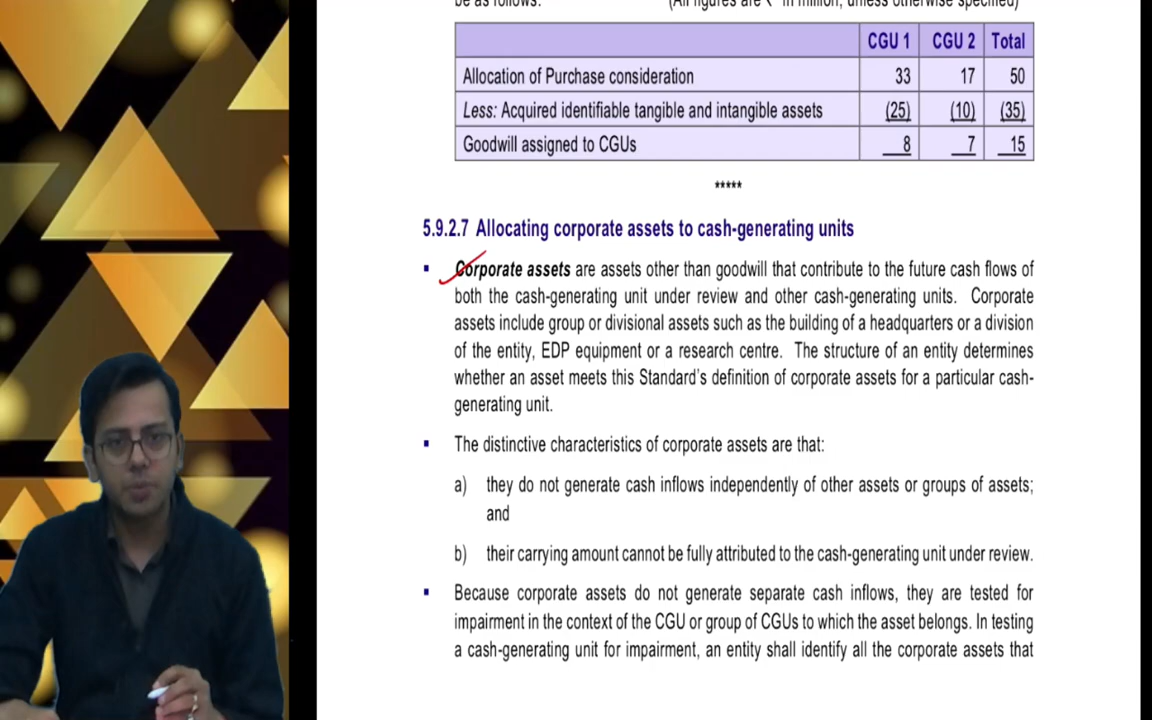 be as follows: (All figures are ₹ in million, unless otherwise specified)
CGU 1 CGU 2 Total
Allocation of Purchase consideration 33 17 50
Less: Acquired identifiable tangible and intangible assets (25) (10) (35)
Goodwill assigned to CGUs 8 7 15
*****
5.9.2.7 Allocating corporate assets to cash-generating units
▪ Corporate assets are assets other than goodwill that contribute to the future cash flows of
both the cash-generating unit under review and other cash-generating units. Corporate
assets include group or divisional assets such as the building of a headquarters or a division
of the entity, EDP equipment or a research centre. The structure of an entity determines
whether an asset meets this Standard's definition of corporate assets for a particular cash-
generating unit.
▪ The distinctive characteristics of corporate assets are that:
a) they do not generate cash inflows independently of other assets or groups of assets;
and
b) their carrying amount cannot be fully attributed to the cash-generating unit under review.
▪ Because corporate assets do not generate separate cash inflows, they are tested for
impairment in the context of the CGU or group of CGUs to which the asset belongs. In testing
a cash-generating unit for impairment, an entity shall identify all the corporate assets that